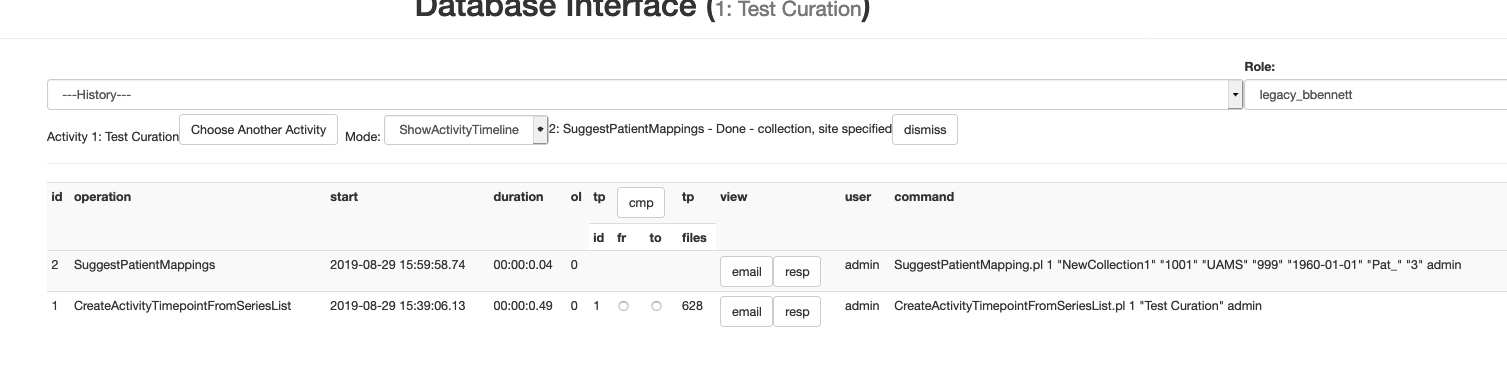 Database Interface (1: Test Curation)
Role:
---History---
legacy_bbennett
Activity 1: Test Curation Choose Another Activity Mode: ShowActivityTimeline 2: SuggestPatientMappings - Done - collection, site specified dismiss
id operation start duration ol tp cmp tp view user command
id fr to files
2 SuggestPatientMappings 2019-08-29 15:59:58.74 00:00:0.04 0 email resp admin SuggestPatientMapping.pl 1 "NewCollection1" "1001" "UAMS" "999" "1960-01-01" "Pat_" "3" admin
1 CreateActivityTimepointFromSeriesList 2019-08-29 15:39:06.13 00:00:0.49 0 1 628 email resp admin CreateActivityTimepointFromSeriesList.pl 1 "Test Curation" admin